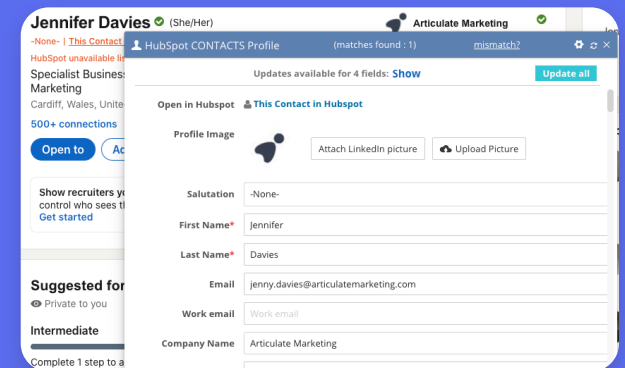 Jennifer Davies (She/Her)
Articulate Marketing
-None- | This Contact
HubSpot CONTACTS Profile (matches found : 1) mismatch?
HubSpot unavailable
Updates available for 4 fields: Show Update all
Specialist
Marketing
Cardiff, Wales,
Open in Hubspot This Contact in Hubspot
500+ connections
Profile Image Attach LinkedIn picture Upload Picture
Open to
Show recruiters
control who sees
Get started
Salutation -None-
First Name* Jennifer
Last Name* Davies
Suggested for
Private to you
Email jenny.davies@articulatemarketing.com
Work email Work email
Intermediate
Company Name Articulate Marketing
Complete 1 step to